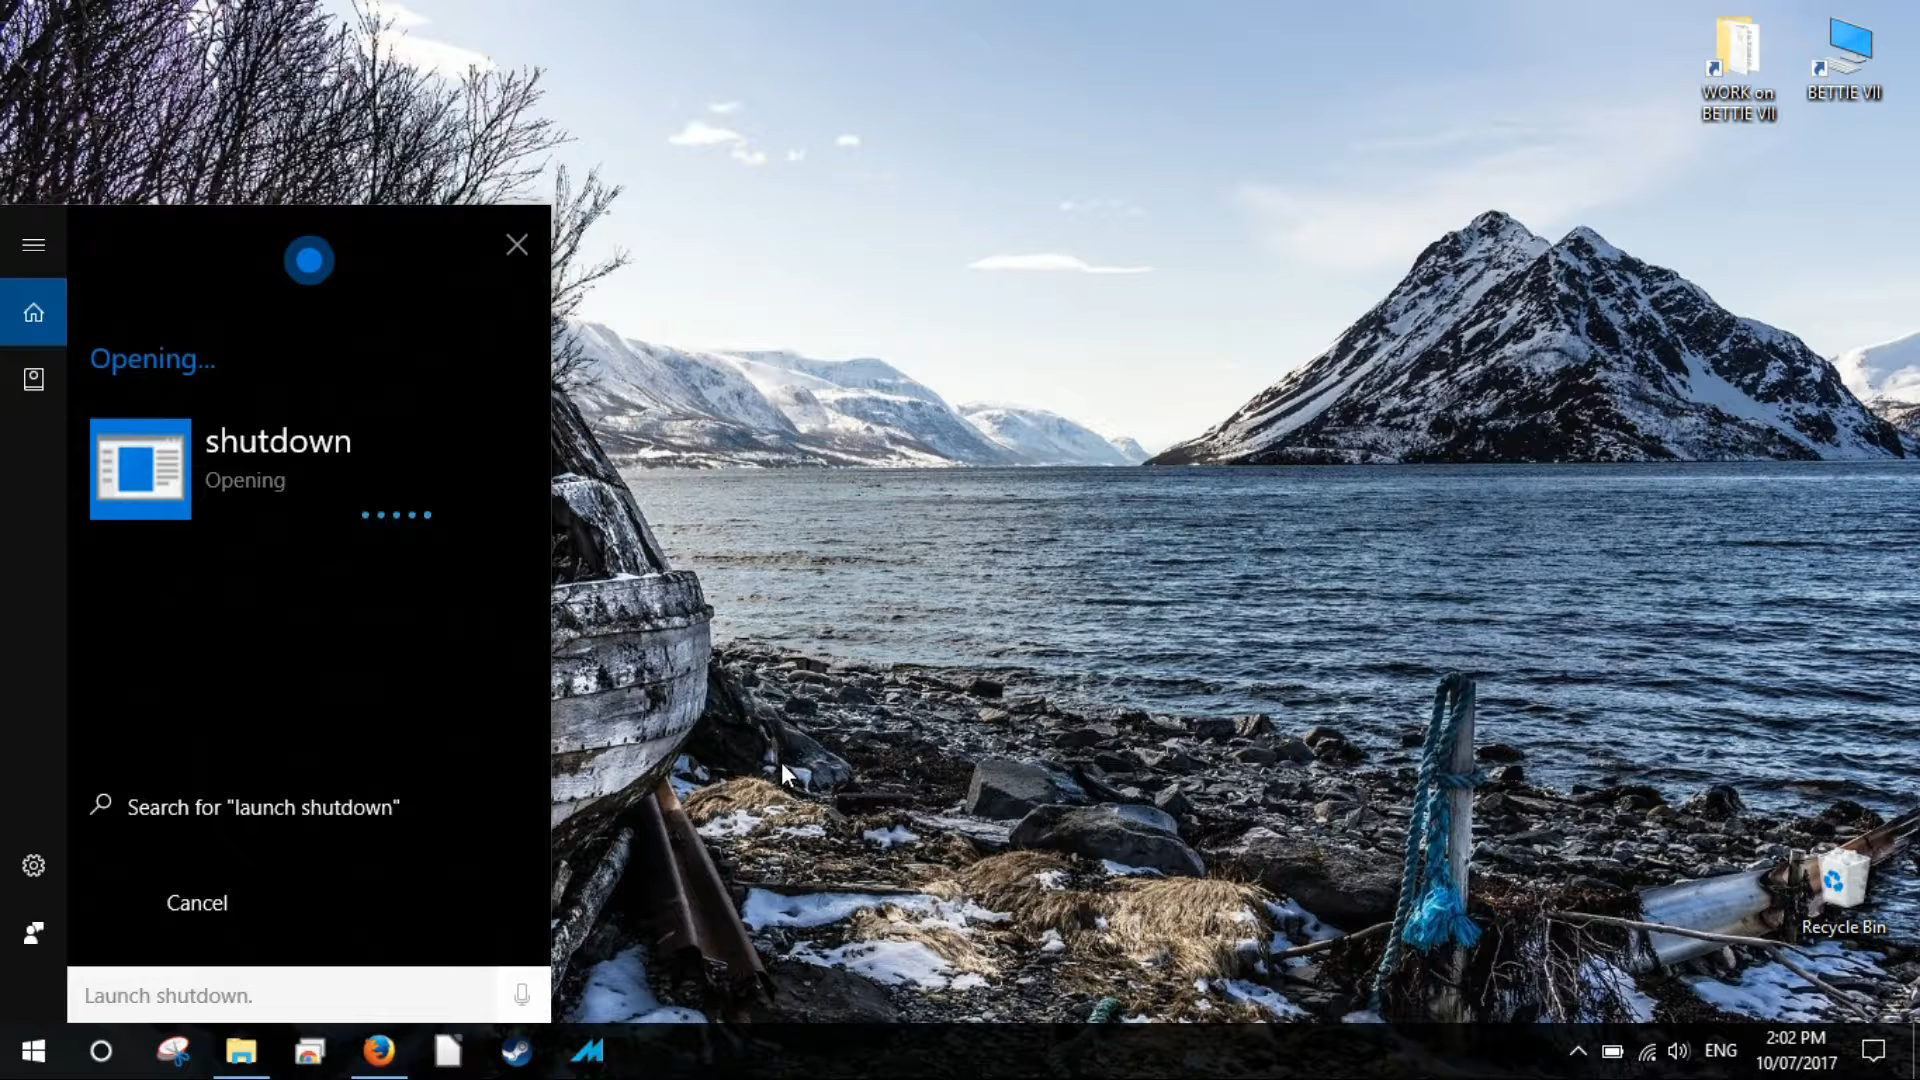 WORK on
BETTIE VII
BETTIE VII
Opening...
shutdown
Opening
Search for "launch shutdown"
Cancel
Launch shutdown.
Recycle Bin
ENG
2:02 PM
10/07/2017